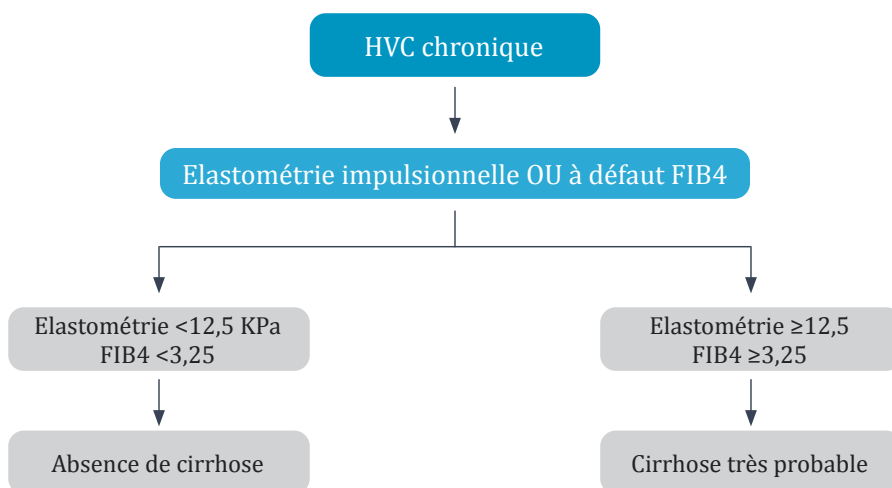 HVC chronique
Elastométrie impulsionnelle OU à défaut FIB4
Elastométrie <12,5 KPa
FIB4 <3,25
Elastométrie ≥12,5
FIB4 ≥3,25
Absence de cirrhose
Cirrhose très probable